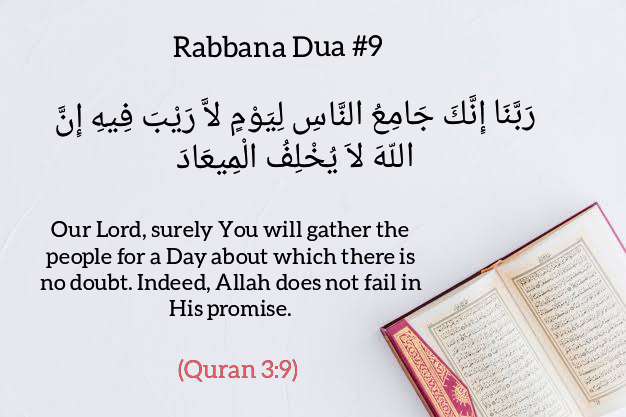 Rabbana Dua #9
رَبَّنَا إِنَّكَ جَامِعُ النَّاسِ لِيَوْمٍ لاَّ رَيْبَ فِيهِ إِنَّ
اللّهَ لاَ يُخْلِفُ الْمِيعَادَ
Our Lord, surely You will gather the
people for a Day about which there is
no doubt. Indeed, Allah does not fail in
His promise.
(Quran 3:9)